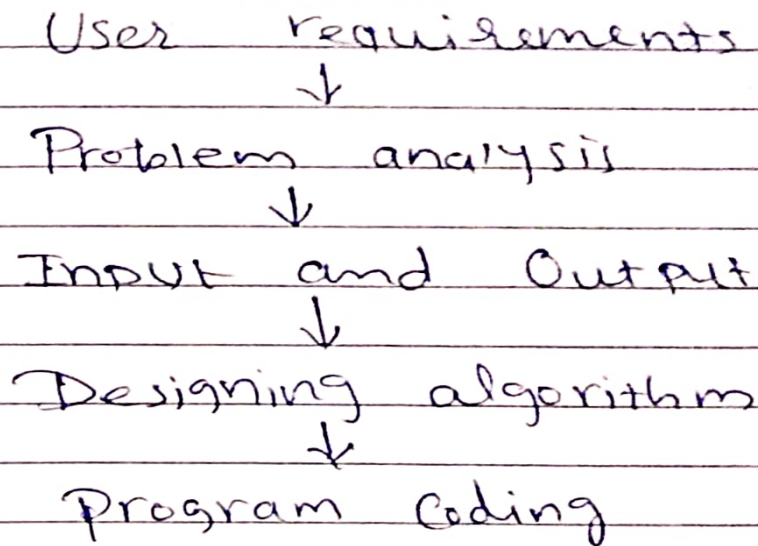 User requirements
↓
Problem analysis
↓
Input and Output
↓
Designing algorithm
↓
Program Coding